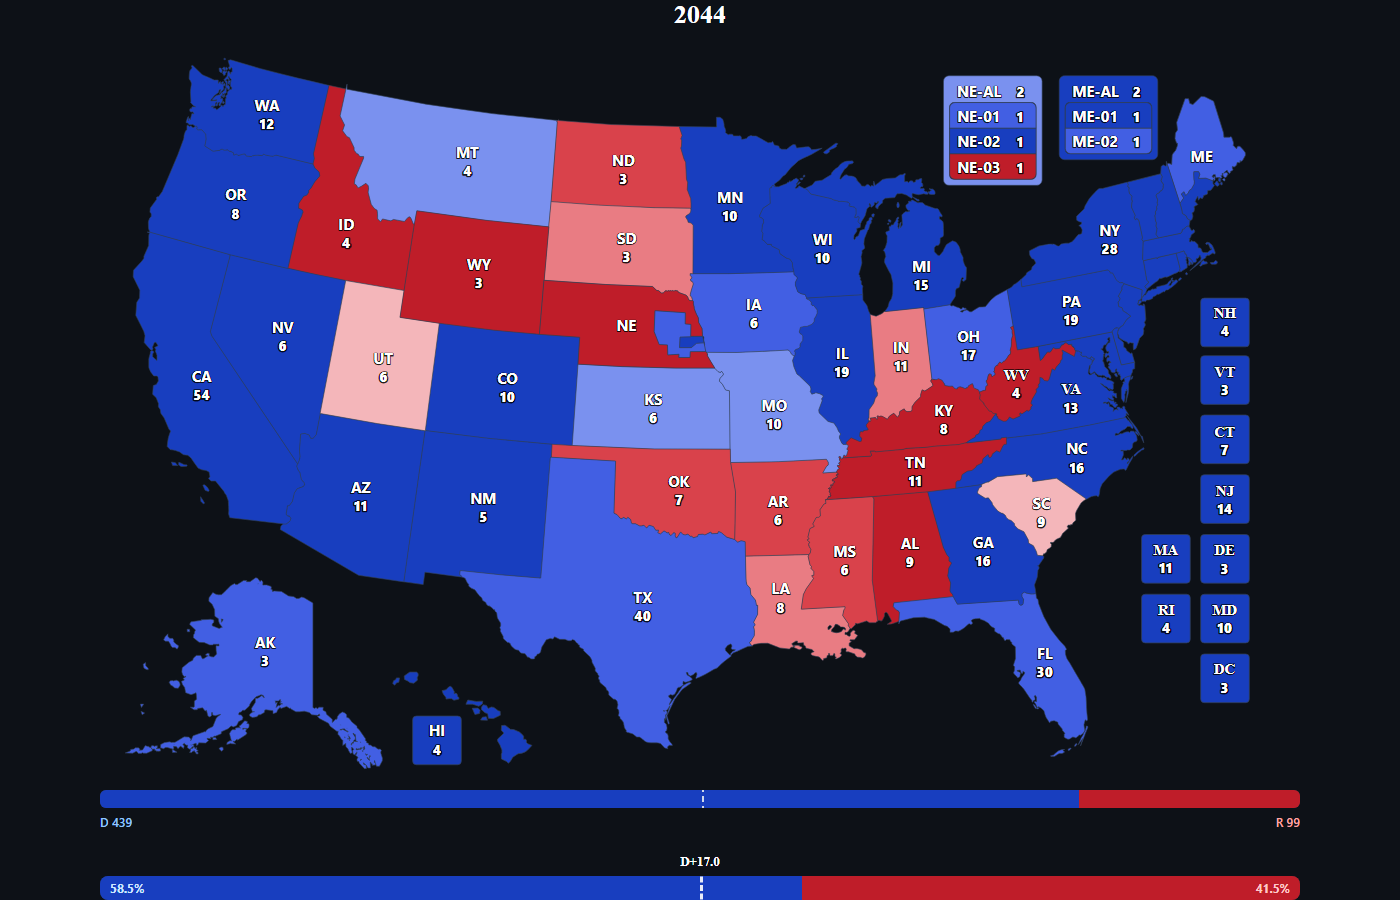 2044
NE-AL 2
NE-01 1
NE-02 1
NE-03 1
ME-AL 2
ME-01 1
ME-02 1
WA
12
MT
4
ND
3
ME
OR
8
ID
4
MN
10
SD
3
WI
10
NY
28
WY
3
MI
15
NE
IA
6
PA
19
NH
4
NV
6
UT
6
CO
10
IL
19
IN
11
OH
17
CA
54
KS
6
MO
10
WV
4
VA
13
VT
3
KY
8
NC
16
CT
7
TN
11
AZ
11
NM
5
OK
7
AR
6
SC
9
NJ
14
MS
6
AL
9
GA
16
MA
11
DE
3
LA
8
TX
40
RI
4
MD
10
AK
3
FL
30
DC
3
HI
4
D 439
R 99
D+17.0
58.5%
41.5%